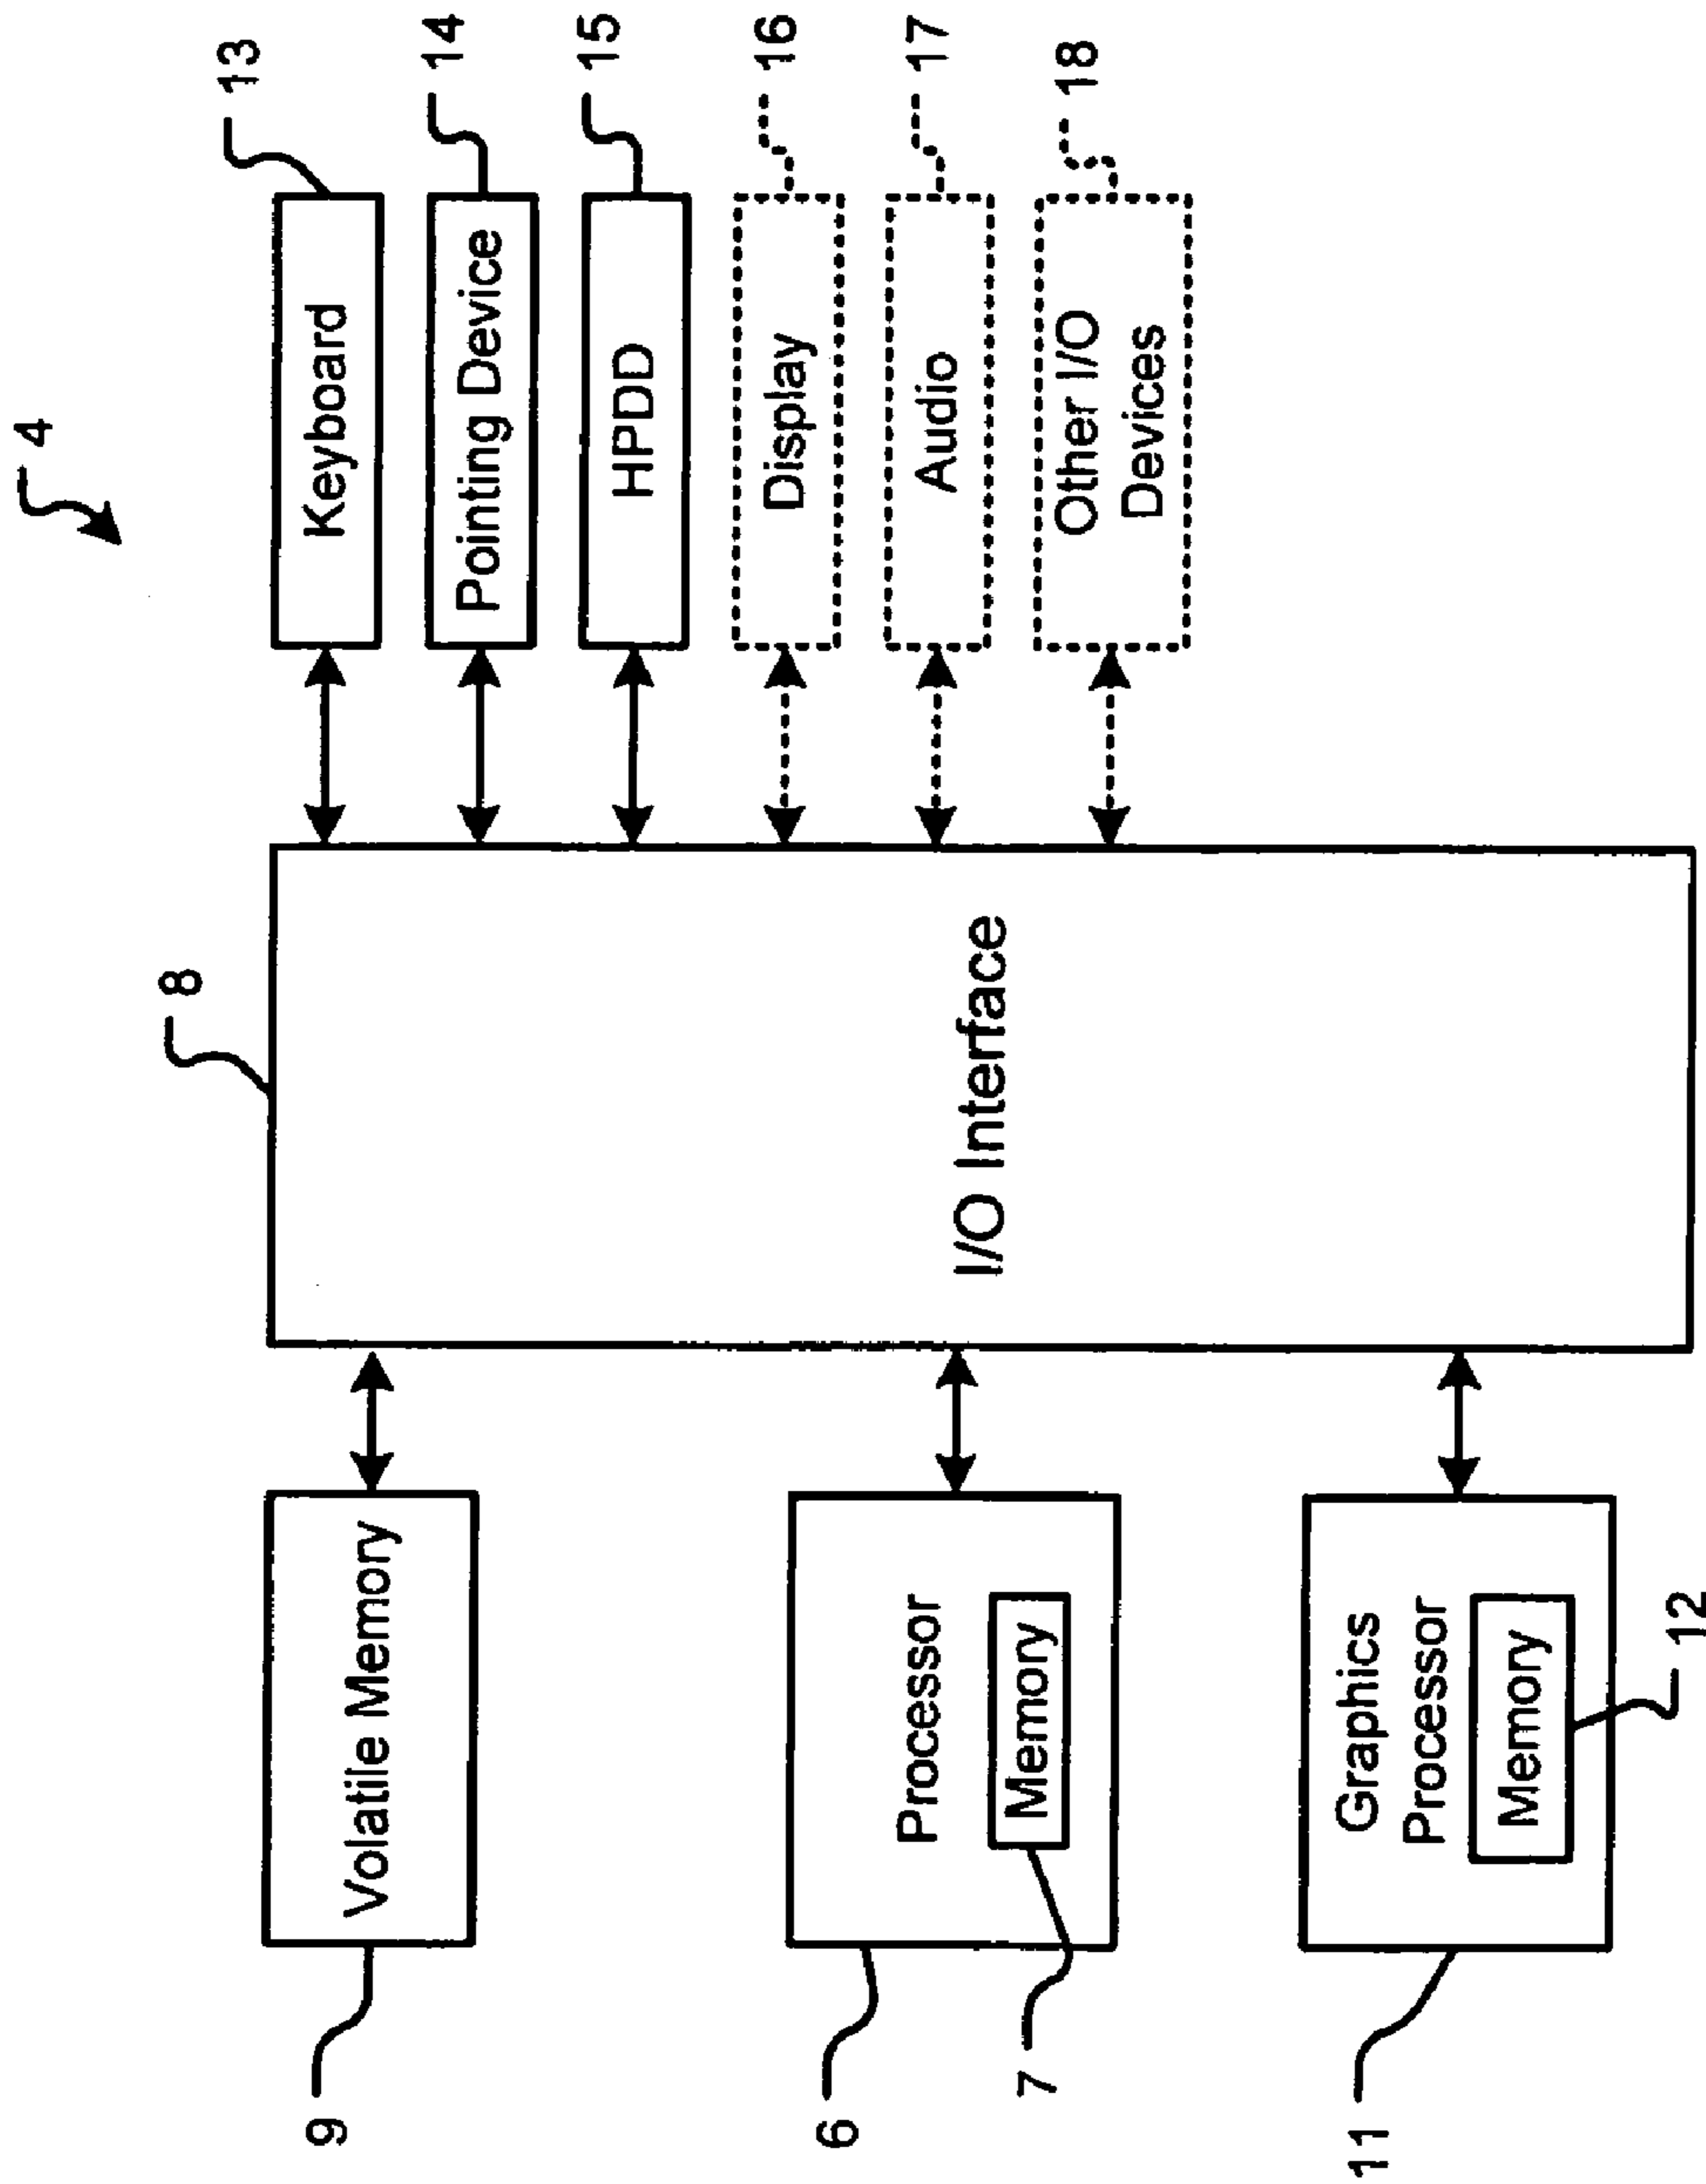 4
8
9
Volatile Memory
6
Processor
Memory
7
11
Graphics
Processor
Memory
12
I/O Interface
Keyboard
13
Pointing Device
14
HPDD
15
Display
16
Audio
17
Other I/O
Devices
18